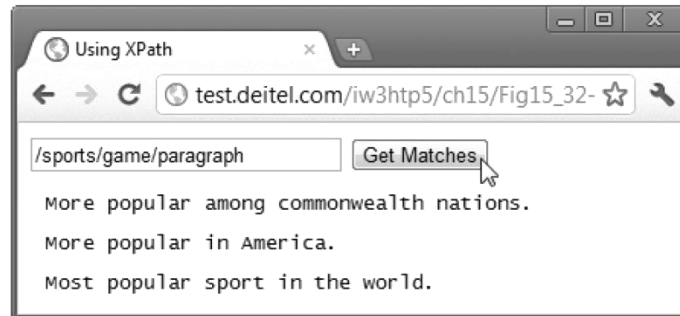 Using XPath
test.deitel.com/iw3htp5/ch15/Fig15_32-
/sports/game/paragraph Get Matches
More popular among commonwealth nations.
More popular in America.
Most popular sport in the world.